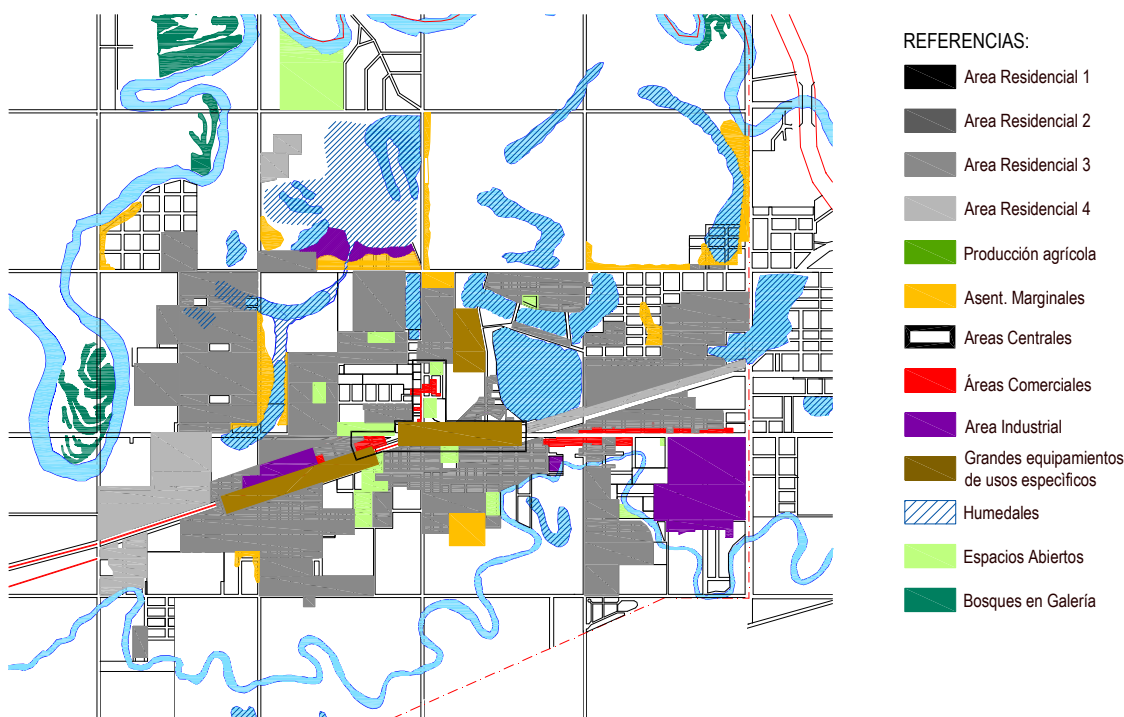 REFERENCIAS:
Area Residencial 1
Area Residencial 2
Area Residencial 3
Area Residencial 4
Producción agrícola
Asent. Marginales
Areas Centrales
Áreas Comerciales
Area Industrial
Grandes equipamientos
de usos especificos
Humedales
Espacios Abiertos
Bosques en Galería